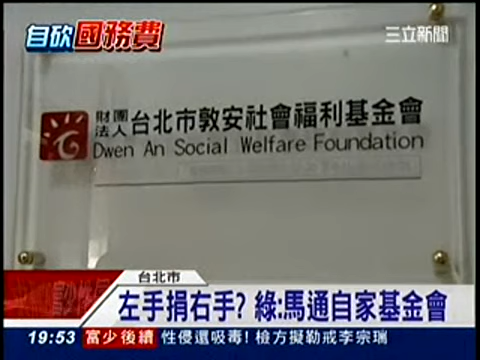 自砍國務費
三立新聞
財團法人台北市敦安社會福利基金會
Dwen An Social Welfare Foundation
台北市
左手捐右手? 綠:馬通自家基金會
19:53 富少後續 性侵還吸毒! 檢方擬勒戒李宗瑞